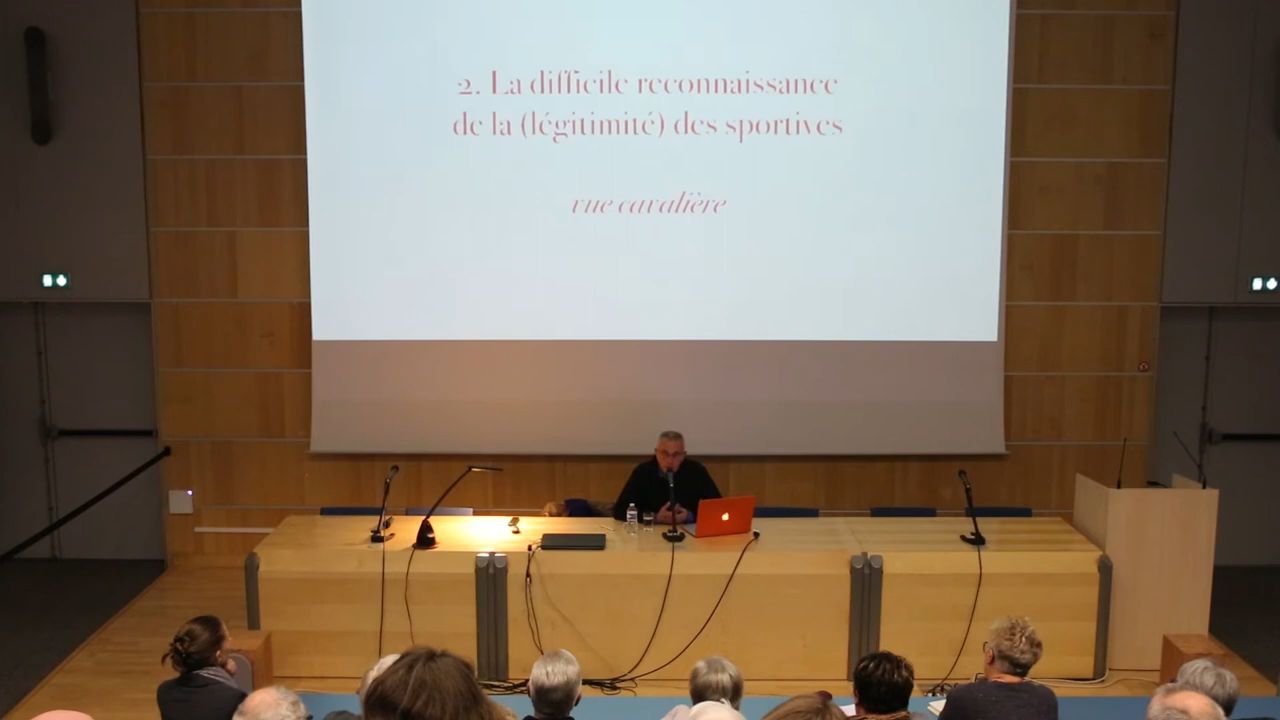 2. La difficile reconnaissance
de la (légitimité) des sportives
vue cavalière